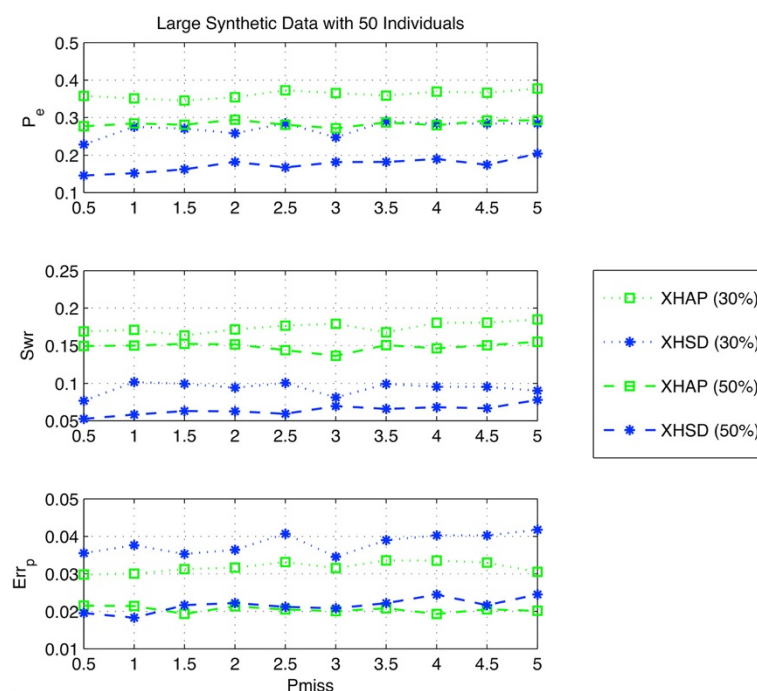 Large Synthetic Data with 50 Individuals
0.5
0.4
0.3
0.2
0.1
P_e
0.5 1 1.5 2 2.5 3 3.5 4 4.5 5
0.25
0.2
0.15
0.1
0.05
Swr
0.5 1 1.5 2 2.5 3 3.5 4 4.5 5
XHAP (30%)
XHSD (30%)
XHAP (50%)
XHSD (50%)
0.05
0.04
0.03
0.02
0.01
Err_p
0.5 1 1.5 2 2.5 3 3.5 4 4.5 5
Pmiss